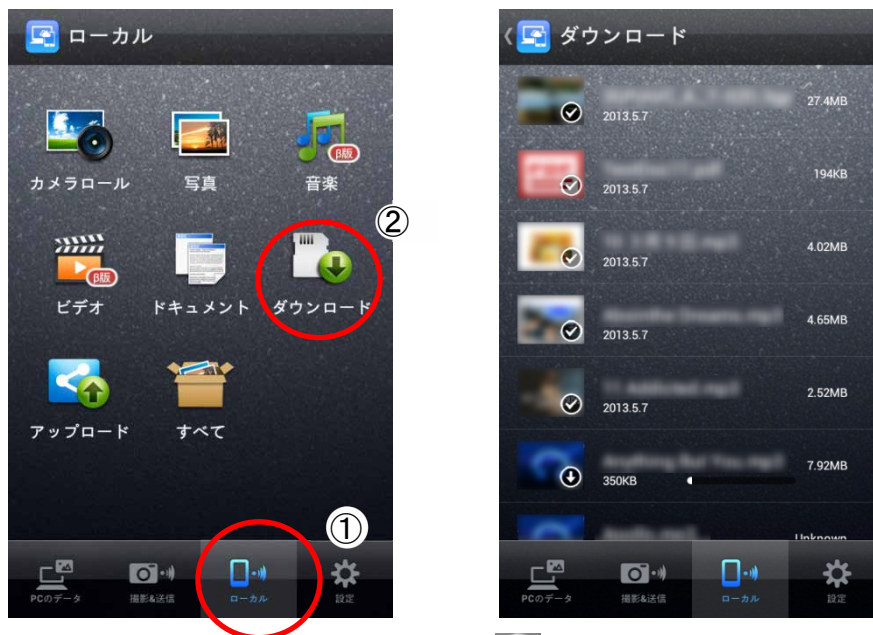 ローカル
カメラロール
写真
β版
音楽
②
β版
ビデオ
ドキュメント
ダウンロード
アップロード
すべて
①
PCのデータ
撮影&送信
ローカル
設定
ダウンロード
27.4MB
2013.5.7
194KB
2013.5.7
4.02MB
2013.5.7
4.65MB
2013.5.7
2.52MB
2013.5.7
7.92MB
350KB
Unknown
PCのデータ
撮影&送信
ローカル
設定